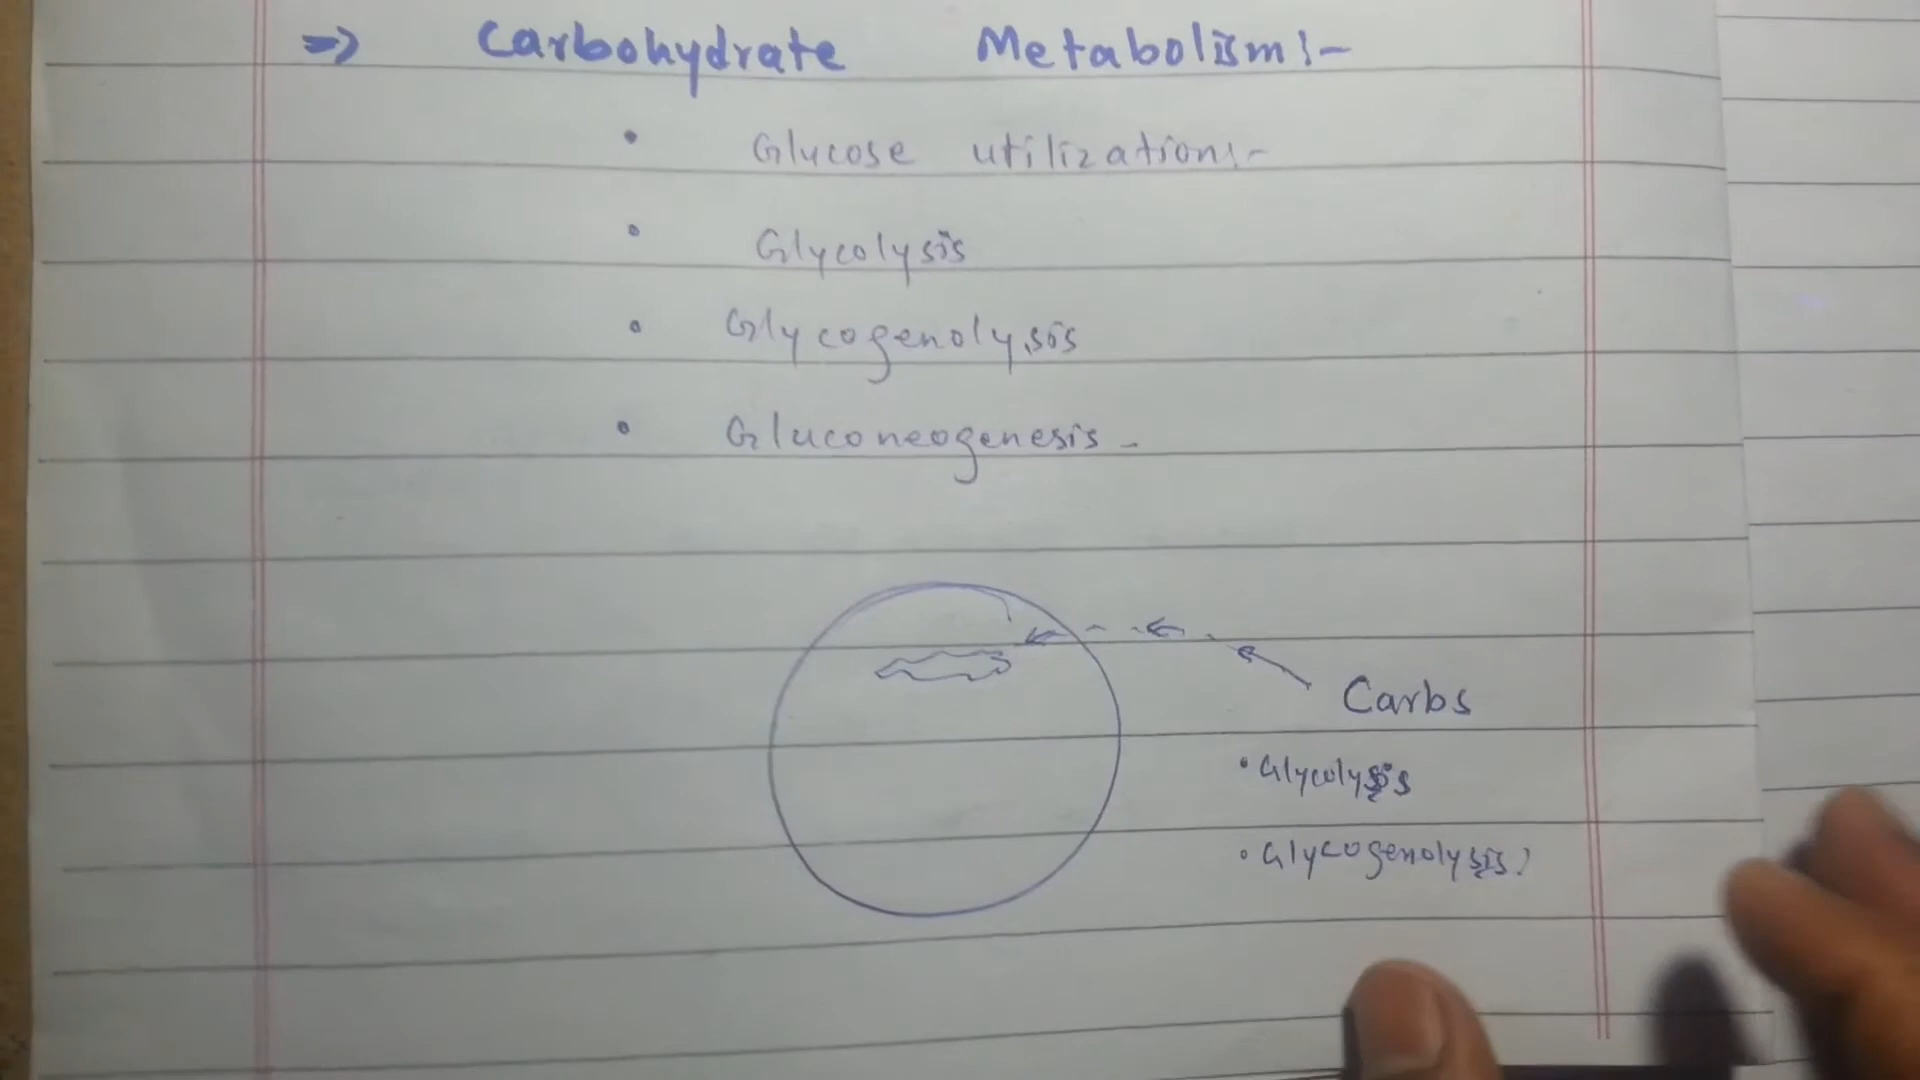 ⇒ Carbohydrate Metabolism:-
• Glucose utilization:-
• Glycolysis
• Glycogenolysis
• Gluconeogenesis -
Carbs
• Glycolysis
• Glycogenolysis